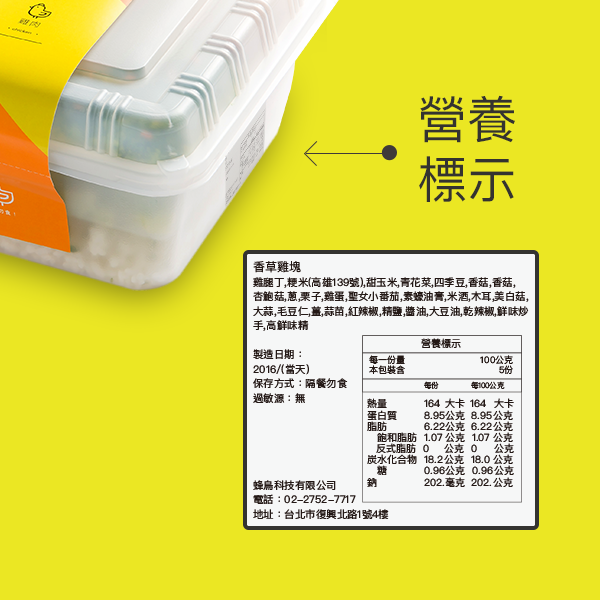 雞肉
chicken
營養
標示
香草雞塊
雞腿丁,粳米(高雄139號),甜玉米,青花菜,四季豆,香菇,香菇,
杏鮑菇,蔥,栗子,雞蛋,聖女小番茄,素蠔油膏,米酒,木耳,美白菇,
大蒜,毛豆仁,薑,蒜苗,紅辣椒,精鹽,醬油,大豆油,乾辣椒,鮮味炒
手,高鮮味精
製造日期：
2016/(當天)
保存方式：隔餐勿食
過敏源：無
蜂鳥科技有限公司
電話：02-2752-7717
地址：台北市復興北路1號4樓
營養標示
每一份量 100公克
本包裝含 5份
每份 每100公克
熱量 164 大卡 164 大卡
蛋白質 8.95公克 8.95公克
脂肪 6.22公克 6.22公克
飽和脂肪 1.07 公克 1.07 公克
反式脂肪 0 公克 0 公克
炭水化合物 18.2公克 18.0 公克
糖 0.96公克 0.96公克
鈉 202.毫克 202.公克